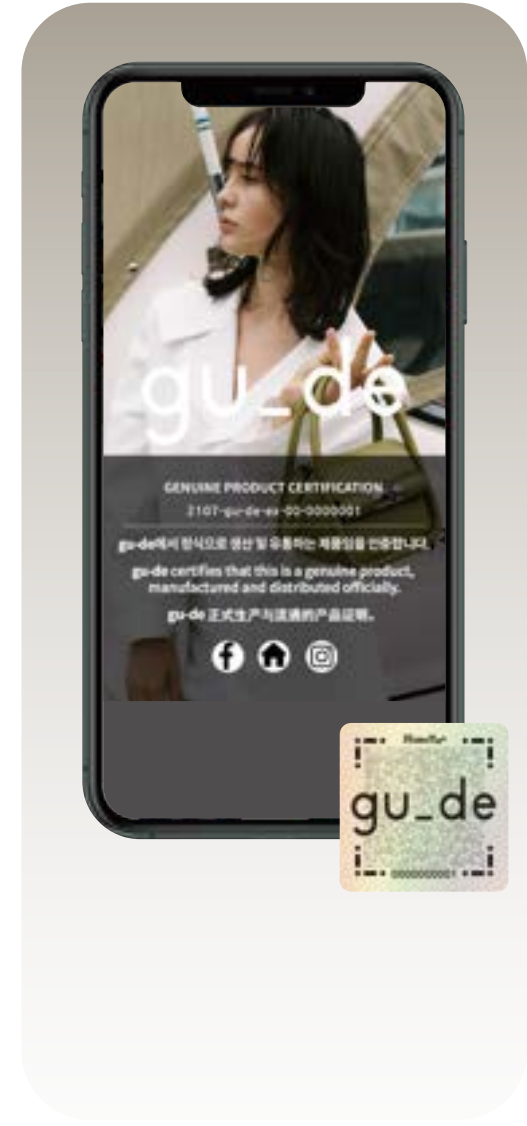 gu_de
GENUINE PRODUCT CERTIFICATION
2107-gu-de-ex-00-0000001
gu-de에서 정식으로 생산 및 유통하는 제품임을 인증합니다.
gu-de certifies that this is a genuine product,
manufactured and distributed officially.
gu-de 正式生产与流通的产品证明。
gu_de
0000000001